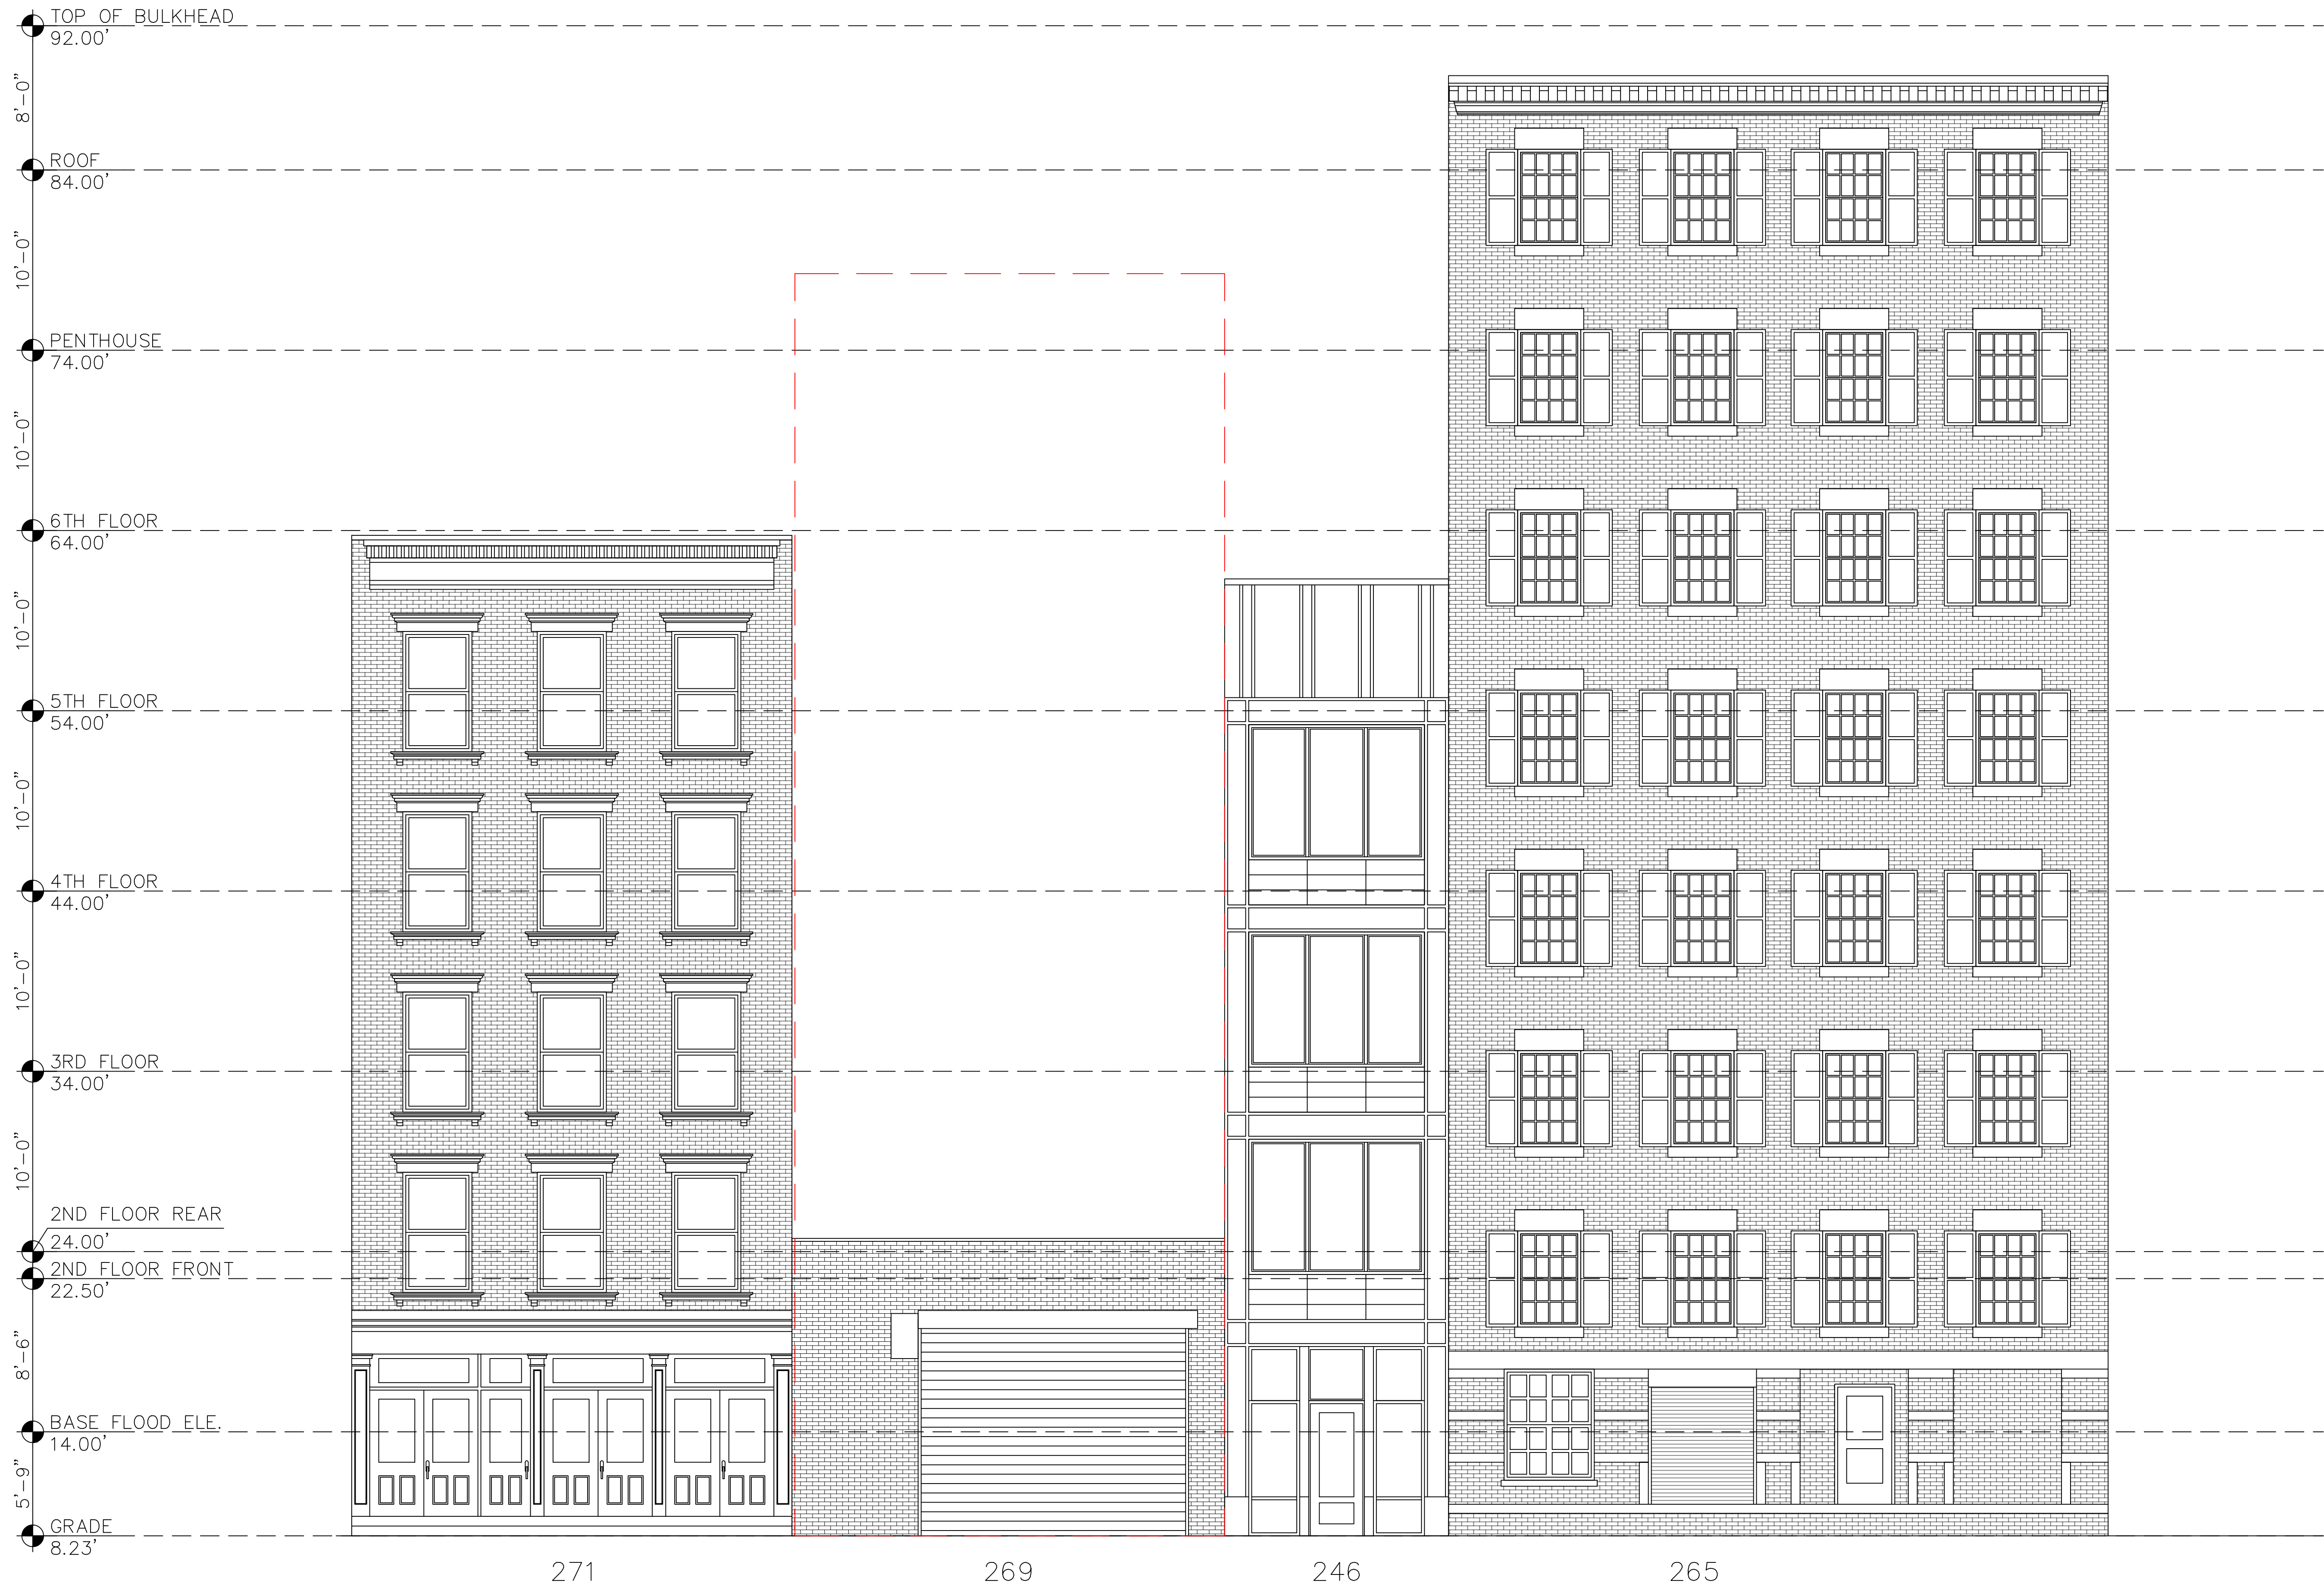 TOP OF BULKHEAD
92.00'
8'-0"
ROOF
84.00'
10'-0"
PENTHOUSE
74.00'
10'-0"
6TH FLOOR
64.00'
10'-0"
5TH FLOOR
54.00'
10'-0"
4TH FLOOR
44.00'
10'-0"
3RD FLOOR
34.00'
10'-0"
2ND FLOOR REAR
24.00'
2ND FLOOR FRONT
22.50'
8'-6"
BASE FLOOD ELE.
14.00'
5'-9"
GRADE
8.23'
271 269 246 265